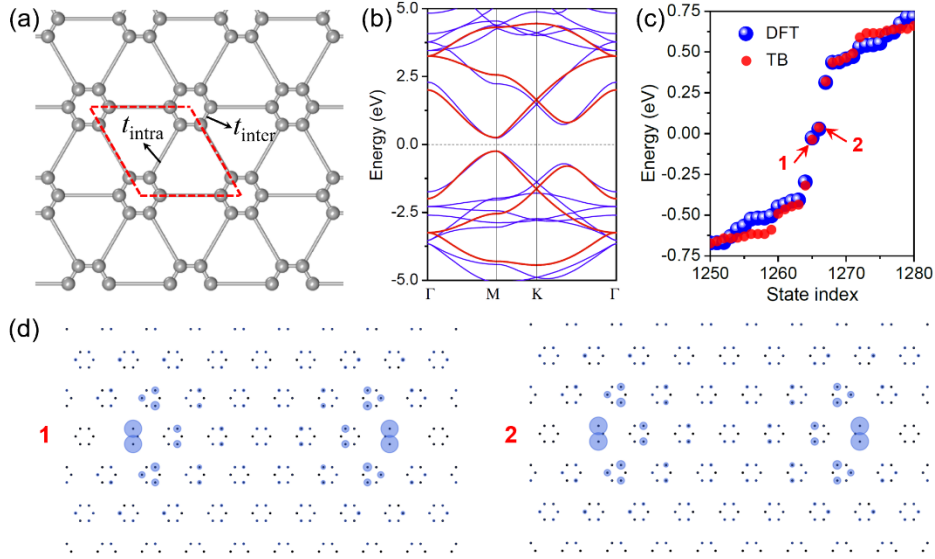 (a)
t_intra
t_inter
(b)
Energy (eV)
5.0
2.5
0.0
-2.5
5.0
Γ
M
K
Γ
(c)
Energy (eV)
0.75
0.50
0.25
0.00
-0.25
-0.50
-0.75
DFT
TB
1
2
1250
1260
1270
1280
State index
(d)
1
2